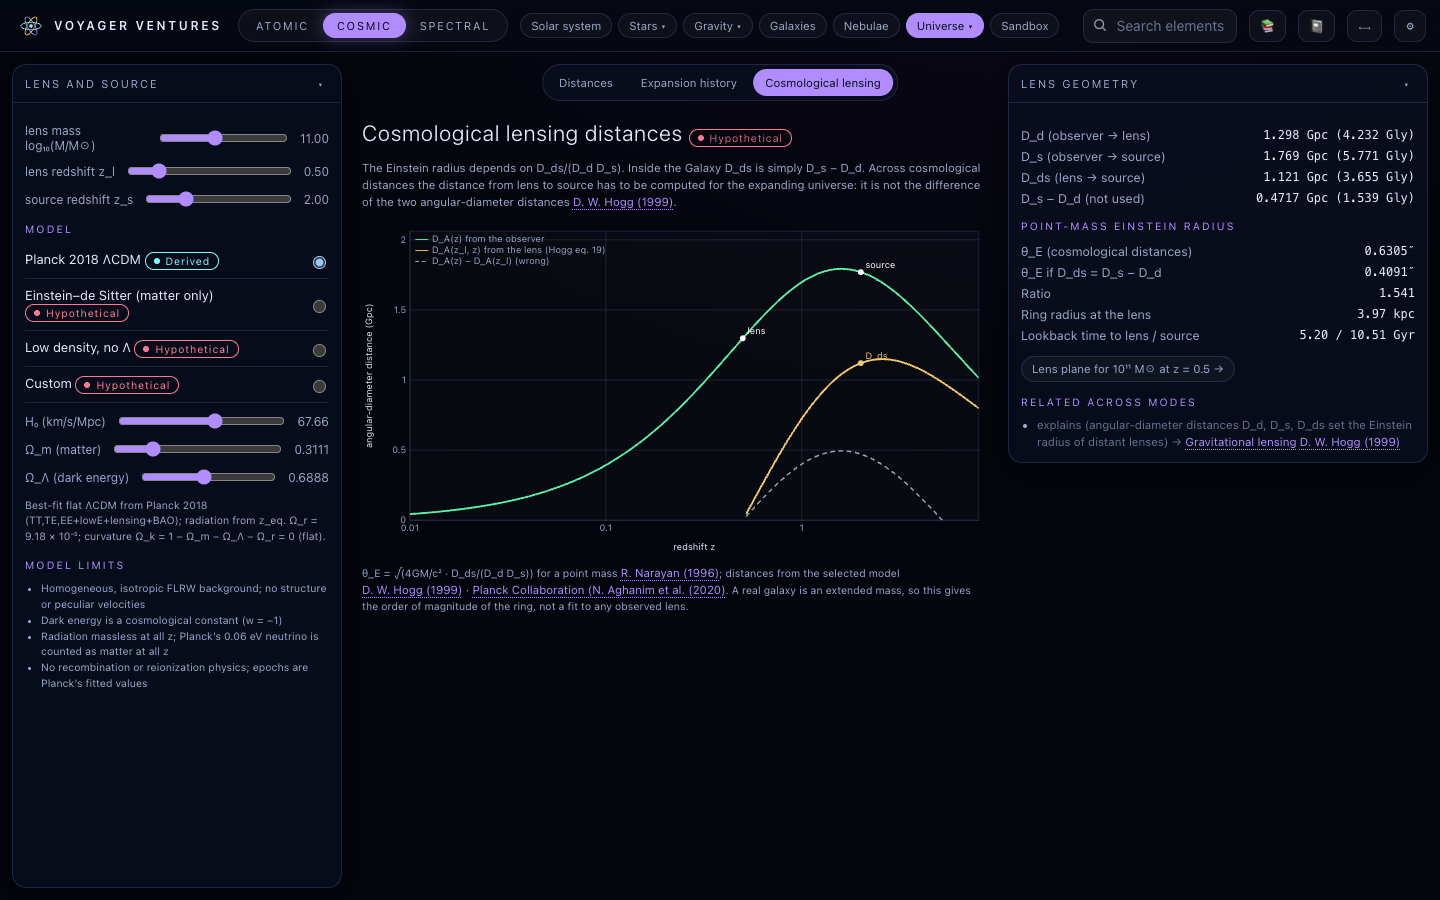 VOYAGER VENTURES
ATOMIC COSMIC SPECTRAL
Solar system Stars ▾ Gravity ▾ Galaxies Nebulae Universe ▾ Sandbox
Search elements
LENS AND SOURCE ▾
lens mass
log₁₀(M/M☉) 11.00
lens redshift z_l 0.50
source redshift z_s 2.00
MODEL
Planck 2018 ΛCDM Derived
Einstein–de Sitter (matter only)
Hypothetical
Low density, no Λ Hypothetical
Custom Hypothetical
H₀ (km/s/Mpc) 67.66
Ω_m (matter) 0.3111
Ω_Λ (dark energy) 0.6888
Best-fit flat ΛCDM from Planck 2018
(TT,TE,EE+lowE+lensing+BAO); radiation from z_eq. Ω_r =
9.18 × 10⁻⁵; curvature Ω_k = 1 − Ω_m − Ω_Λ − Ω_r = 0 (flat).
MODEL LIMITS
• Homogeneous, isotropic FLRW background; no structure
or peculiar velocities
• Dark energy is a cosmological constant (w = −1)
• Radiation massless at all z; Planck's 0.06 eV neutrino is
counted as matter at all z
• No recombination or reionization physics; epochs are
Planck's fitted values
Distances Expansion history Cosmological lensing
Cosmological lensing distances Hypothetical
The Einstein radius depends on D_ds/(D_d D_s). Inside the Galaxy D_ds is simply D_s − D_d. Across cosmological
distances the distance from lens to source has to be computed for the expanding universe: it is not the difference
of the two angular-diameter distances D. W. Hogg (1999).
D_A(z) from the observer
D_A(z_l, z) from the lens (Hogg eq. 19)
D_A(z) − D_A(z_l) (wrong)
angular-diameter distance (Gpc)
2
1.5
1
0.5
0
source
lens
D_ds
0.01 0.1 1
redshift z
θ_E = √(4GM/c² · D_ds/(D_d D_s)) for a point mass R. Narayan (1996); distances from the selected model
D. W. Hogg (1999) · Planck Collaboration (N. Aghanim et al. (2020). A real galaxy is an extended mass, so this gives
the order of magnitude of the ring, not a fit to any observed lens.
LENS GEOMETRY ▾
D_d (observer → lens) 1.298 Gpc (4.232 Gly)
D_s (observer → source) 1.769 Gpc (5.771 Gly)
D_ds (lens → source) 1.121 Gpc (3.655 Gly)
D_s − D_d (not used) 0.4717 Gpc (1.539 Gly)
POINT-MASS EINSTEIN RADIUS
θ_E (cosmological distances) 0.6305″
θ_E if D_ds = D_s − D_d 0.4091″
Ratio 1.541
Ring radius at the lens 3.97 kpc
Lookback time to lens / source 5.20 / 10.51 Gyr
Lens plane for 10¹¹ M☉ at z = 0.5 →
RELATED ACROSS MODES
• explains (angular-diameter distances D_d, D_s, D_ds set the Einstein
radius of distant lenses) → Gravitational lensing D. W. Hogg (1999)